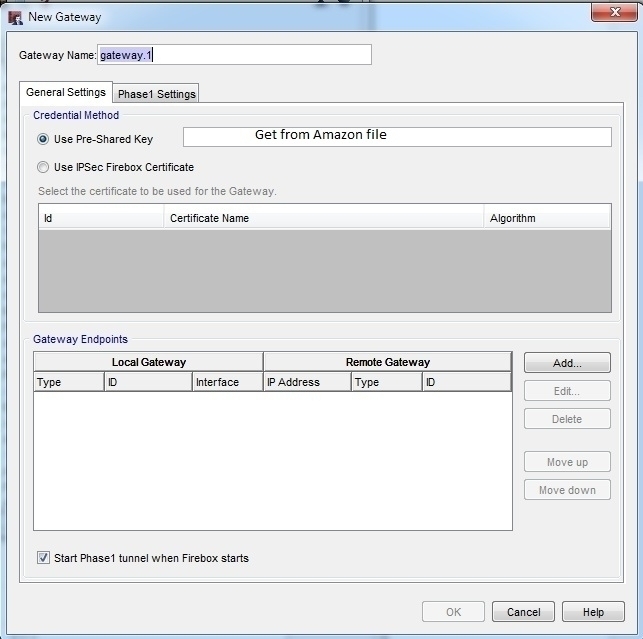 New Gateway
Gateway Name: gateway.1
General Settings
Phase1 Settings
Credential Method
Use Pre-Shared Key
Get from Amazon file
Use IPSec Firebox Certificate
Select the certificate to be used for the Gateway.
Id Certificate Name Algorithm
Gateway Endpoints
Local Gateway Remote Gateway
Type ID Interface IP Address Type ID
Add...
Edit...
Delete
Move up
Move down
Start Phase1 tunnel when Firebox starts
OK Cancel Help